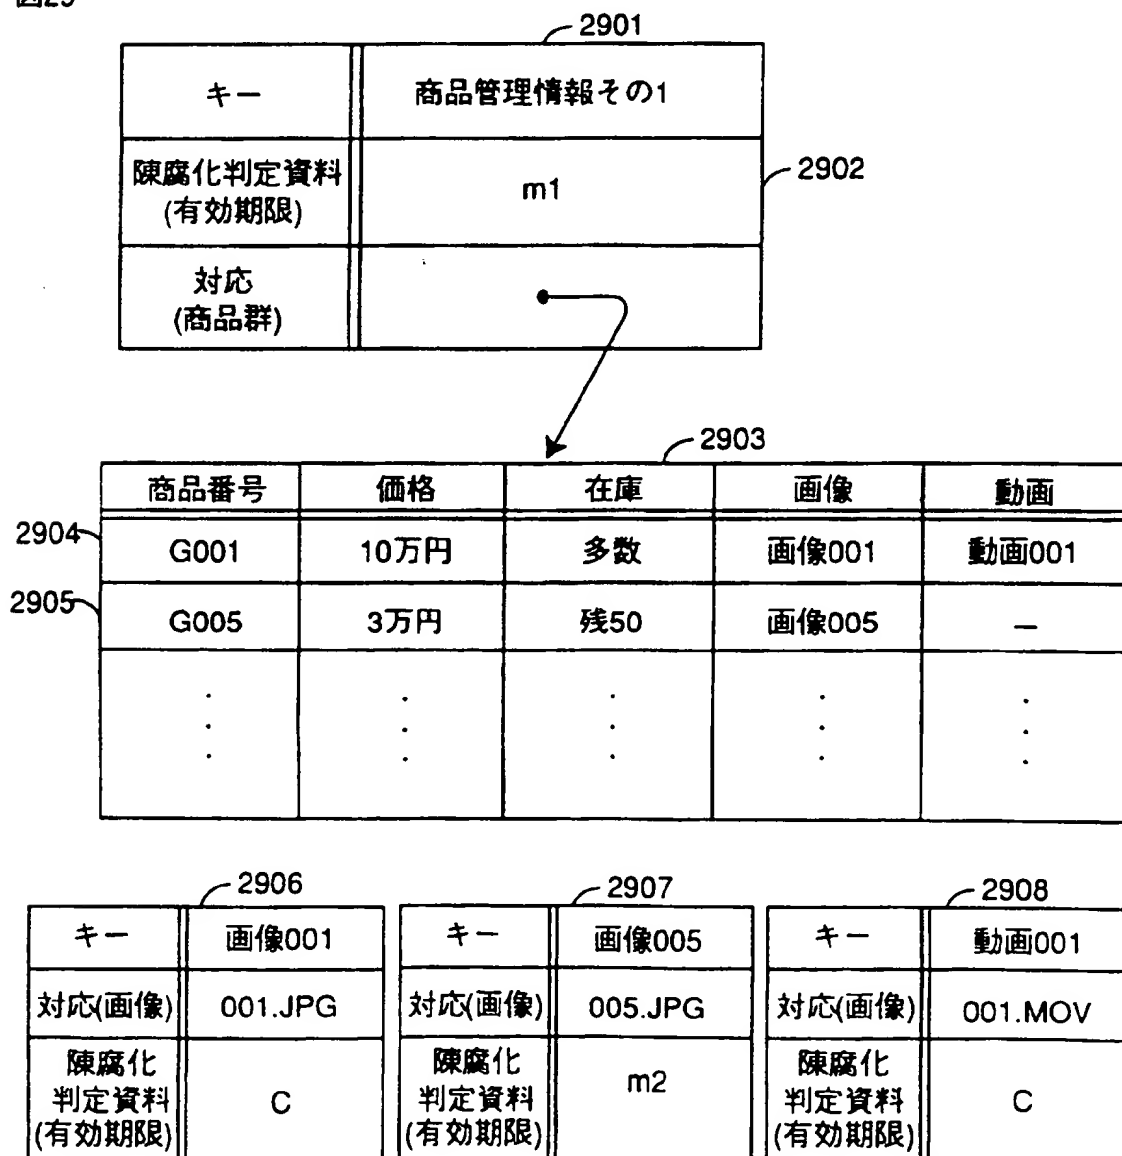 図29
2901
キー 商品管理情報その1
陳腐化判定資料
(有効期限) m1
2902
対応
(商品群)
2903
商品番号 価格 在庫 画像 動画
2904
G001 10万円 多数 画像001 動画001
2905
G005 3万円 残50 画像005 —
2906
キー 画像001
対応(画像) 001.JPG
陳腐化
判定資料
(有効期限) C
2907
キー 画像005
対応(画像) 005.JPG
陳腐化
判定資料
(有効期限) m2
2908
キー 動画001
対応(画像) 001.MOV
陳腐化
判定資料
(有効期限) C